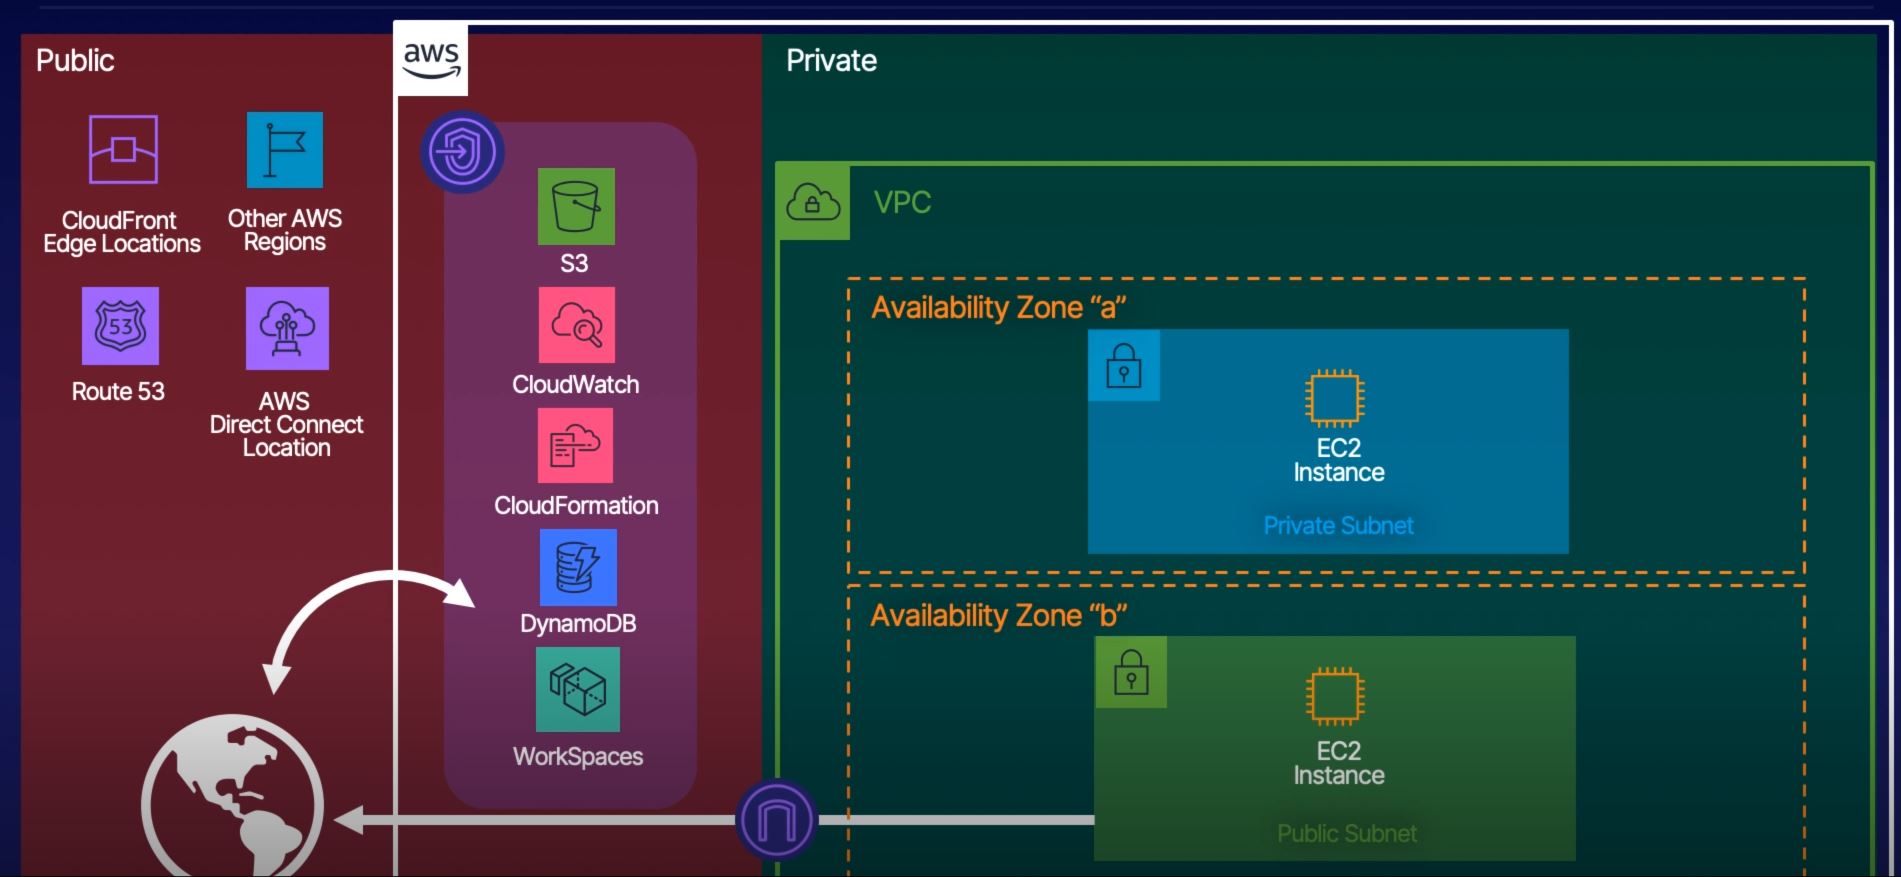 Public
aws
Private
CloudFront
Edge Locations
Other AWS
Regions
53
Route 53
AWS
Direct Connect
Location
S3
CloudWatch
CloudFormation
DynamoDB
WorkSpaces
VPC
Availability Zone “a”
EC2
Instance
Private Subnet
Availability Zone “b”
EC2
Instance
Public Subnet